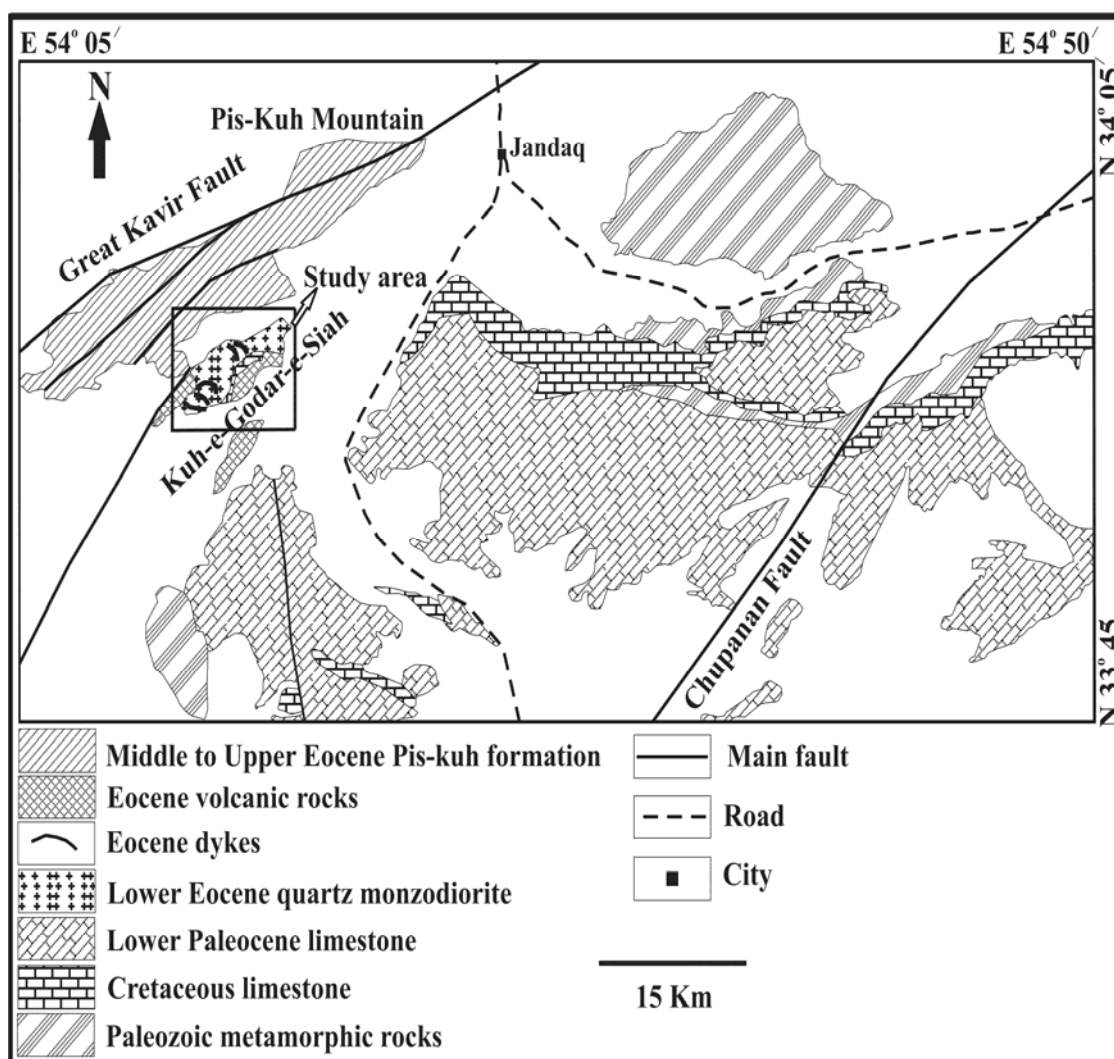 E 54° 05′
E 54° 50′
N
Pis-Kuh Mountain
Jandaq
N 34° 05′
Great Kavir Fault
Study area
Kuh-e-Godar-e-Siah
Chupanan Fault
N 33° 45′
Middle to Upper Eocene Pis-kuh formation
Eocene volcanic rocks
Eocene dykes
Lower Eocene quartz monzodiorite
Lower Paleocene limestone
Cretaceous limestone
Paleozoic metamorphic rocks
Main fault
Road
City
15 Km